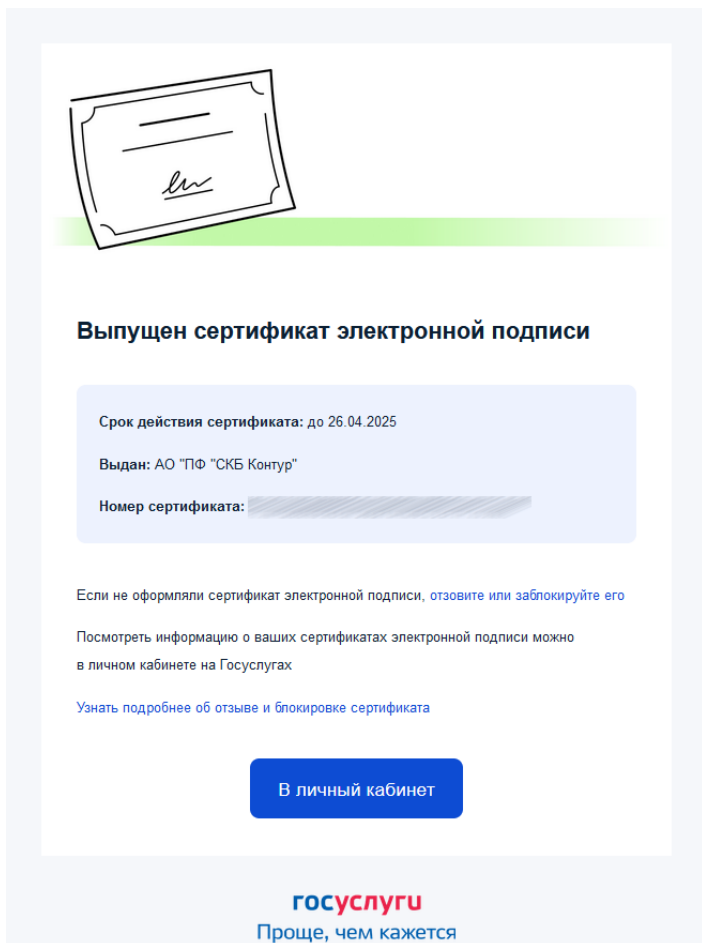 Выпущен сертификат электронной подписи
Срок действия сертификата: до 26.04.2025
Выдан: АО "ПФ "СКБ Контур"
Номер сертификата:
Если не оформляли сертификат электронной подписи, отзовите или заблокируйте его
Посмотреть информацию о ваших сертификатах электронной подписи можно
в личном кабинете на Госуслугах
Узнать подробнее об отзыве и блокировке сертификата
В личный кабинет
госуслуги
Проще, чем кажется